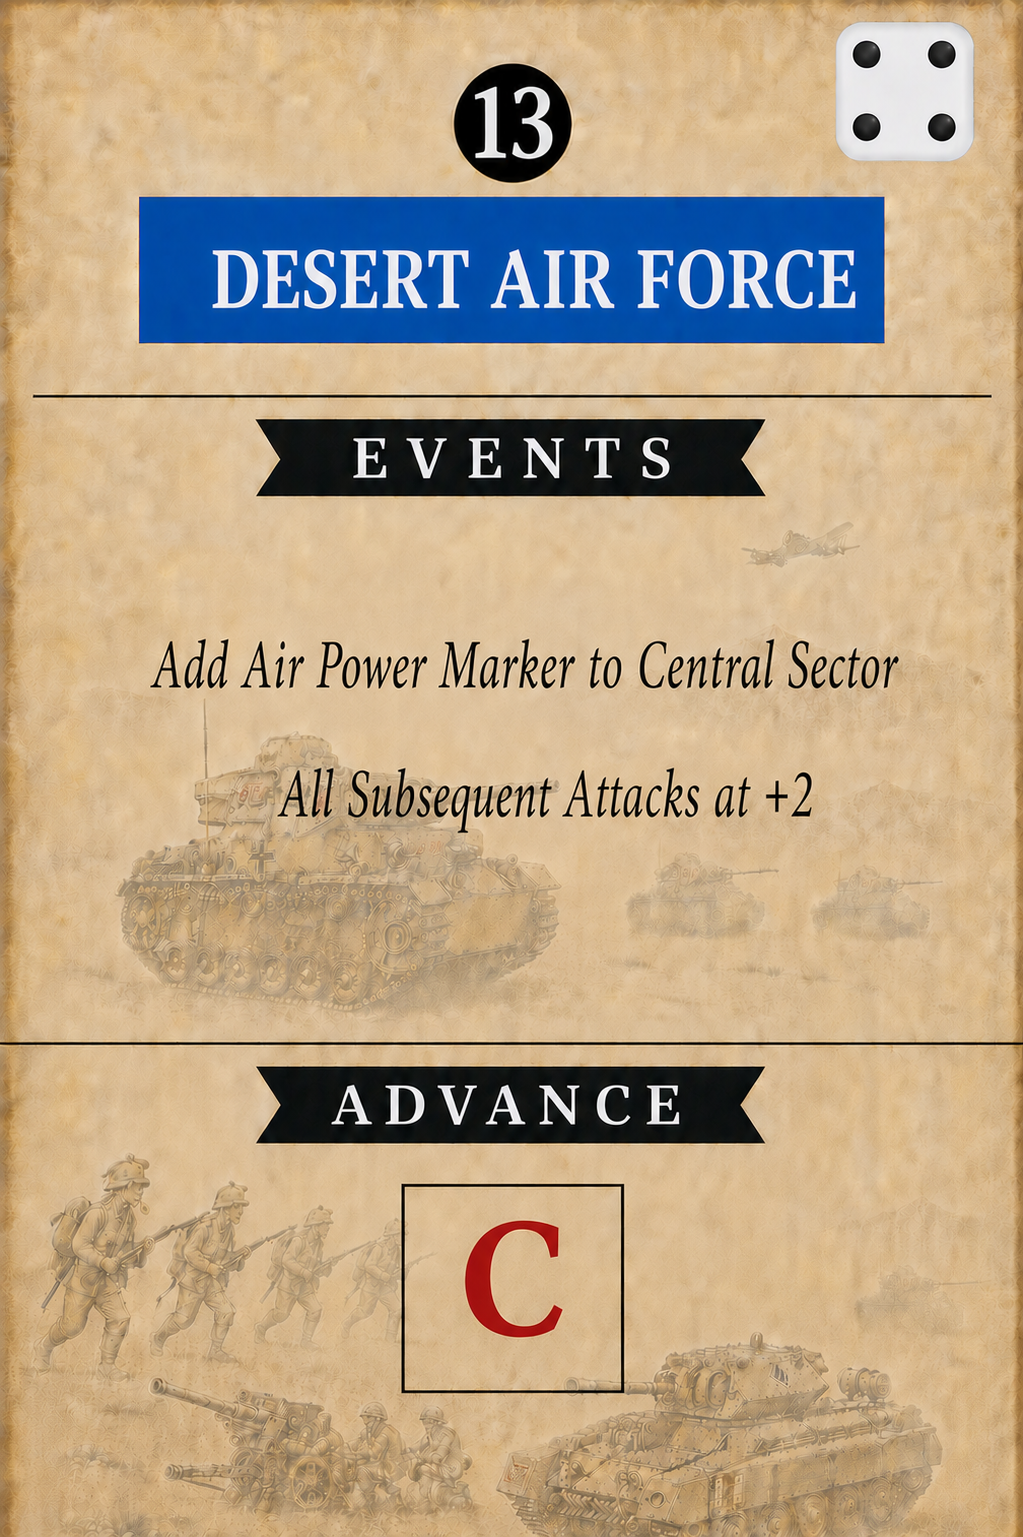 13
DESERT AIR FORCE
EVENTS
Add Air Power Marker to Central Sector
All Subsequent Attacks at +2
ADVANCE
C